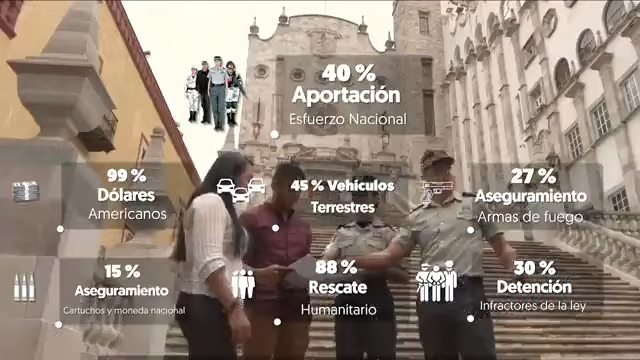 40 %
Aportación
Esfuerzo Nacional
99 %
Dólares
Americanos
45 % Vehículos
Terrestres
27 %
Aseguramiento
Armas de fuego
15 %
Aseguramiento
Cartuchos y moneda nacional
88 %
Rescate
Humanitario
30 %
Detención
Infractores de la ley